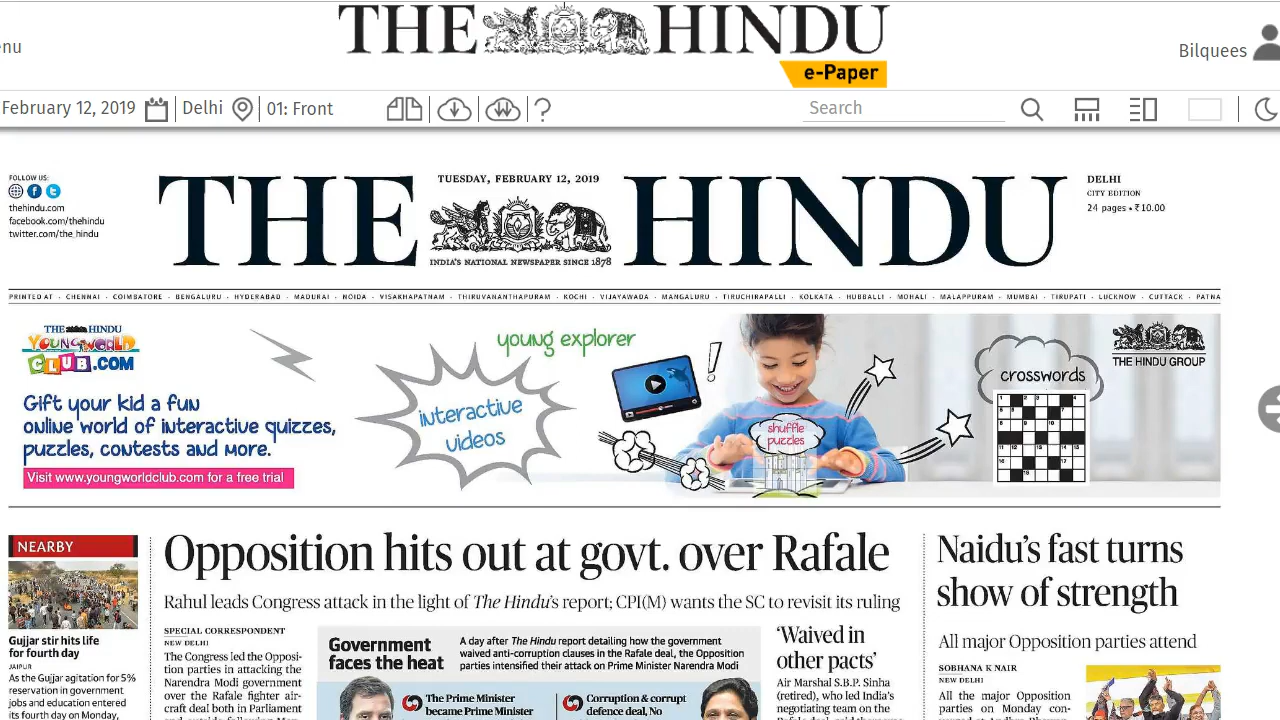 THE HINDU
e-Paper
Bilquees
February 12, 2019
Delhi
01: Front
?
Search
FOLLOW US:
thehindu.com
facebook.com/thehindu
twitter.com/the_hindu
THE HINDU
TUESDAY, FEBRUARY 12, 2019
INDIA'S NATIONAL NEWSPAPER SINCE 1878
DELHI
CITY EDITION
24 pages • ₹10.00
PRINTED AT · CHENNAI · COIMBATORE · BENGALURU · HYDERABAD · MADURAI · NOIDA · VISAKHAPATNAM · THIRUVANANTHAPURAM · KOCHI · VIJAYAWADA · MANGALURU · TIRUCHIRAPALLI · KOLKATA · HUBBALLI · MOHALI · MALAPPURAM · MUMBAI · TIRUPATI · LUCKNOW · CUTTACK · PATNA
THE HINDU
YOUNG WORLD
CLUB.COM
Gift your kid a fun
online world of interactive quizzes,
puzzles, contests and more.
Visit www.youngworldclub.com for a free trial
interactive
videos
young explorer
!
shuffle
puzzles
crosswords
THE HINDU GROUP
NEARBY
Gujjar stir hits life
for fourth day
JAIPUR
As the Gujjar agitation for 5%
reservation in government
jobs and education entered
its fourth day on Monday,
Opposition hits out at govt. over Rafale
Rahul leads Congress attack in the light of The Hindu's report; CPI(M) wants the SC to revisit its ruling
SPECIAL CORRESPONDENT
NEW DELHI
The Congress led the Opposi-
tion parties in attacking the
Narendra Modi government
over the Rafale fighter air-
craft deal both in Parliament
Government
faces the heat
A day after The Hindu report detailing how the government
waived anti-corruption clauses in the Rafale deal, the Opposition
parties intensified their attack on Prime Minister Narendra Modi
The Prime Minister
became Prime Minister
Corruption & corrupt
defence deal, No
'Waived in
other pacts'
Air Marshal S.B.P. Sinha
(retired), who led India's
negotiating team on the
Naidu's fast turns
show of strength
All major Opposition parties attend
SOBHANA K NAIR
NEW DELHI
All the major Opposition
parties on Monday con-